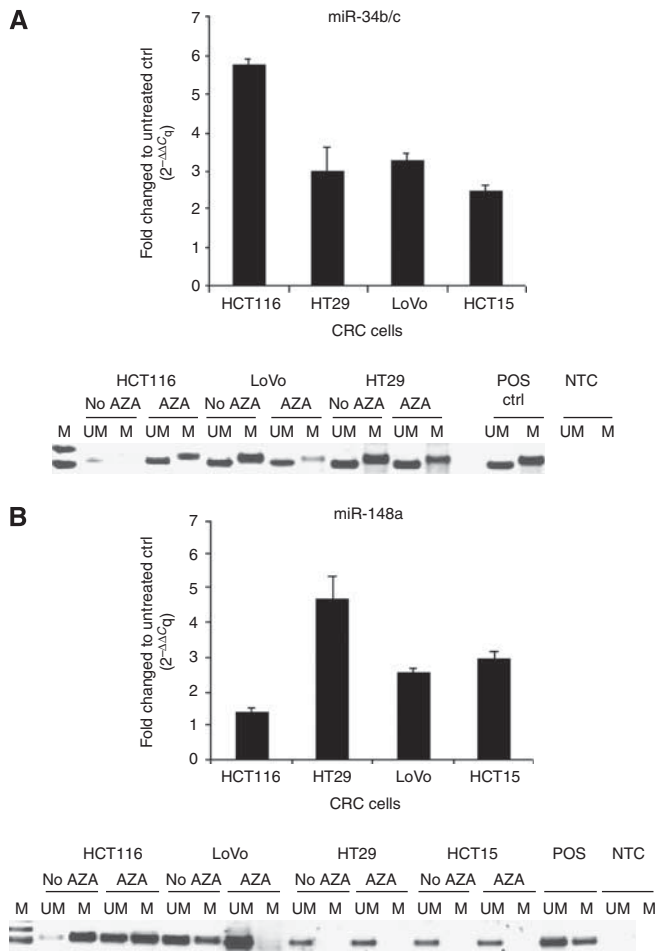 A
miR-34b/c
Fold changed to untreated ctrl
(2−ΔΔCq)
7
6
5
4
3
2
1
0
HCT116 HT29 LoVo HCT15
CRC cells
HCT116 LoVo HT29 POS ctrl NTC
No AZA AZA No AZA AZA No AZA AZA
M UM M UM M UM M UM M UM M UM M UM M UM M
B
miR-148a
Fold changed to untreated ctrl
(2−ΔΔCq)
7
6
5
4
3
2
1
0
HCT116 HT29 LoVo HCT15
CRC cells
HCT116 LoVo HT29 HCT15 POS NTC
No AZA AZA No AZA AZA No AZA AZA No AZA AZA
M UM M UM M UM M UM M UM M UM M UM M UM M UM M UM M